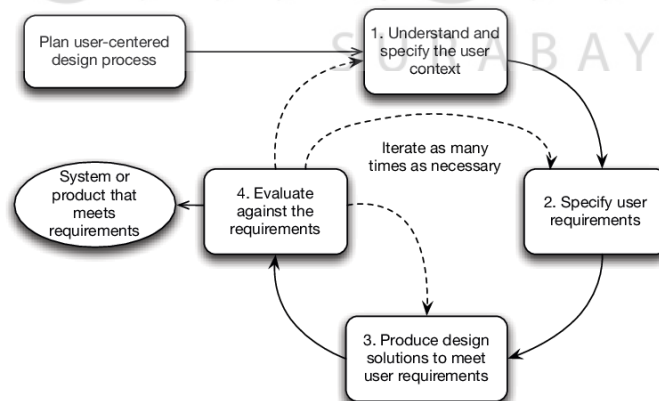 Plan user-centered
design process
1. Understand and
specify the user
context
SURABAY
Iterate as many
times as necessary
System or
product that
meets
requirements
4. Evaluate
against the
requirements
2. Specify user
requirements
3. Produce design
solutions to meet
user requirements